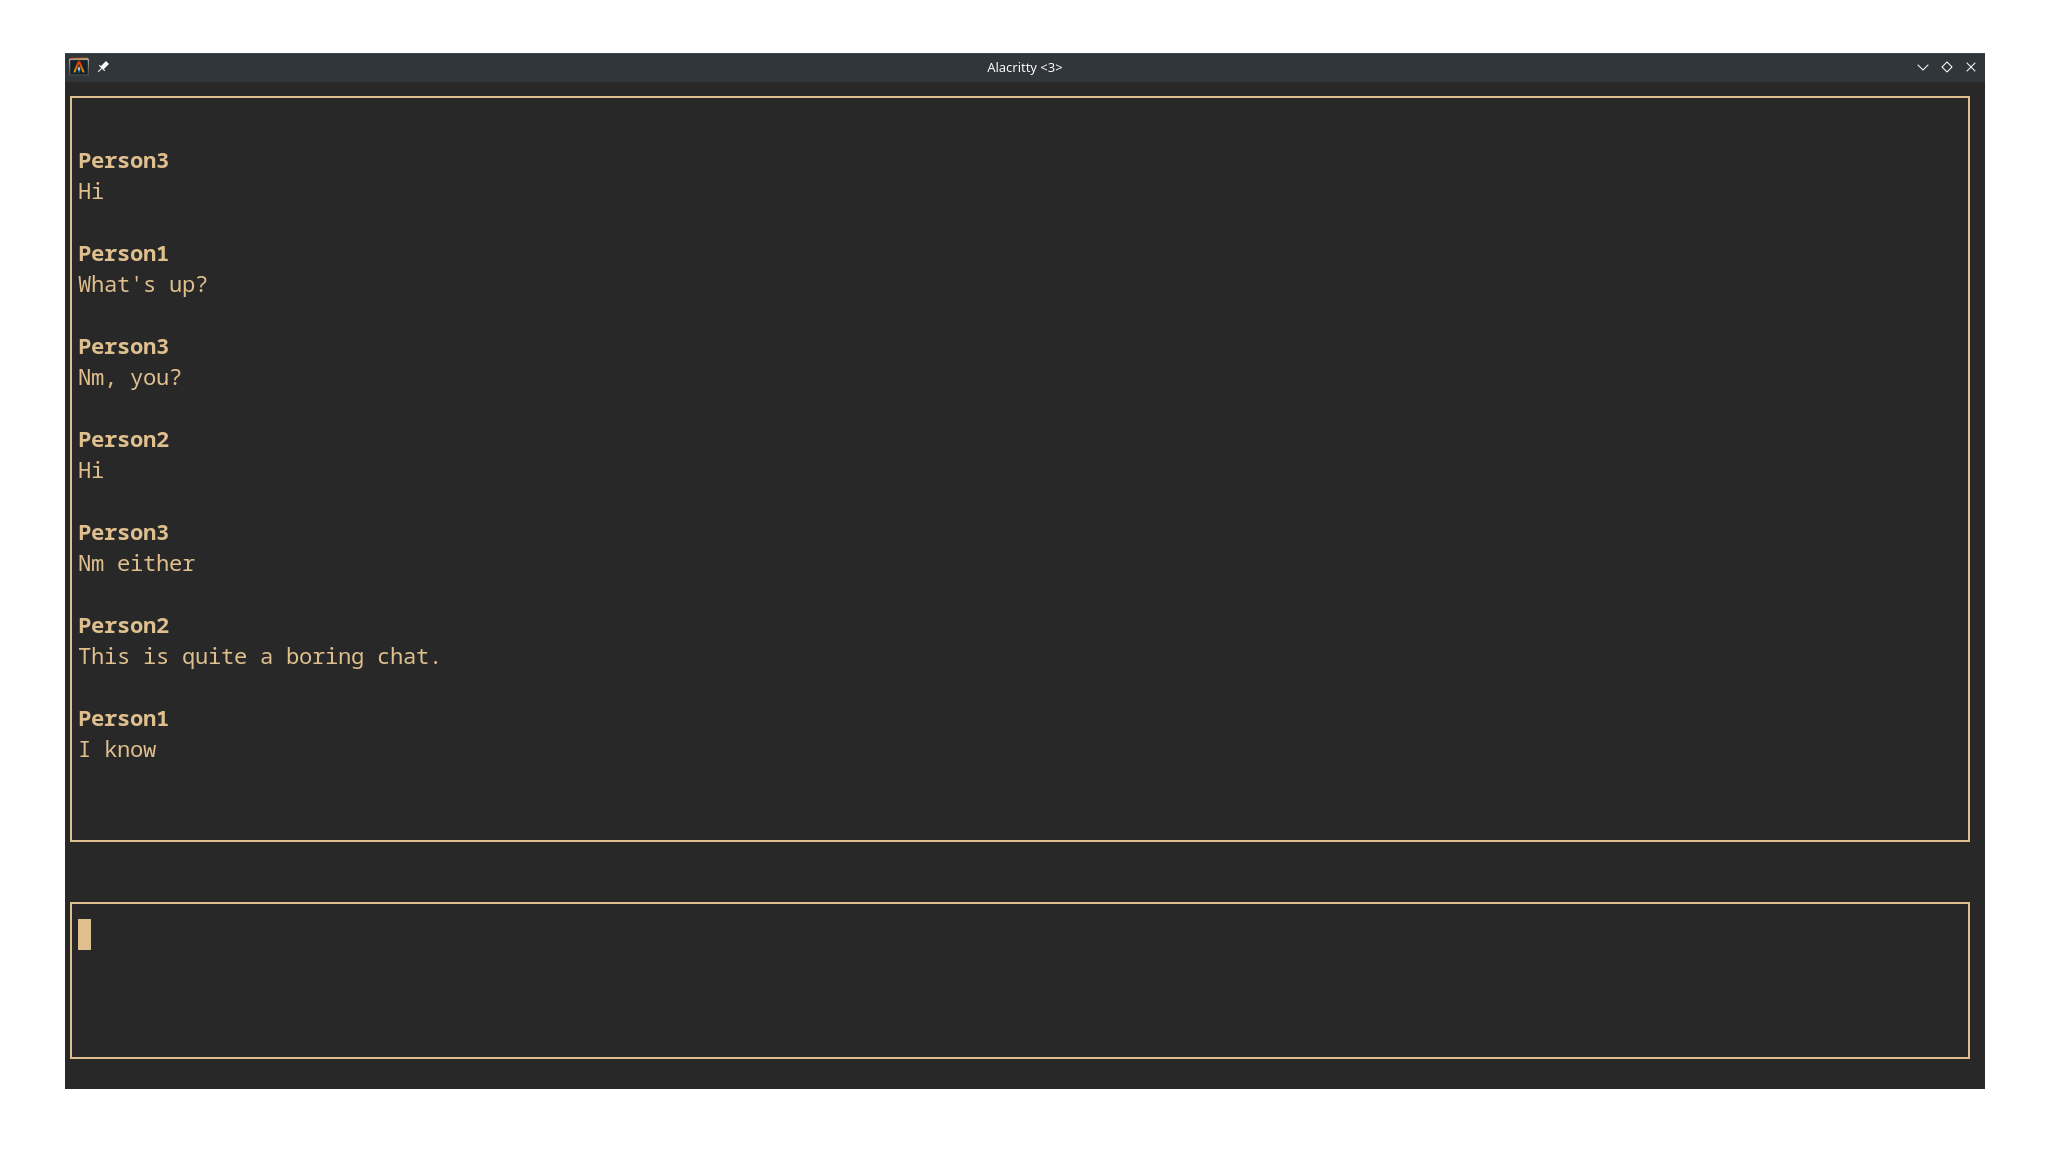 Alacritty <3>
Person3
Hi
Person1
What's up?
Person3
Nm, you?
Person2
Hi
Person3
Nm either
Person2
This is quite a boring chat.
Person1
I know